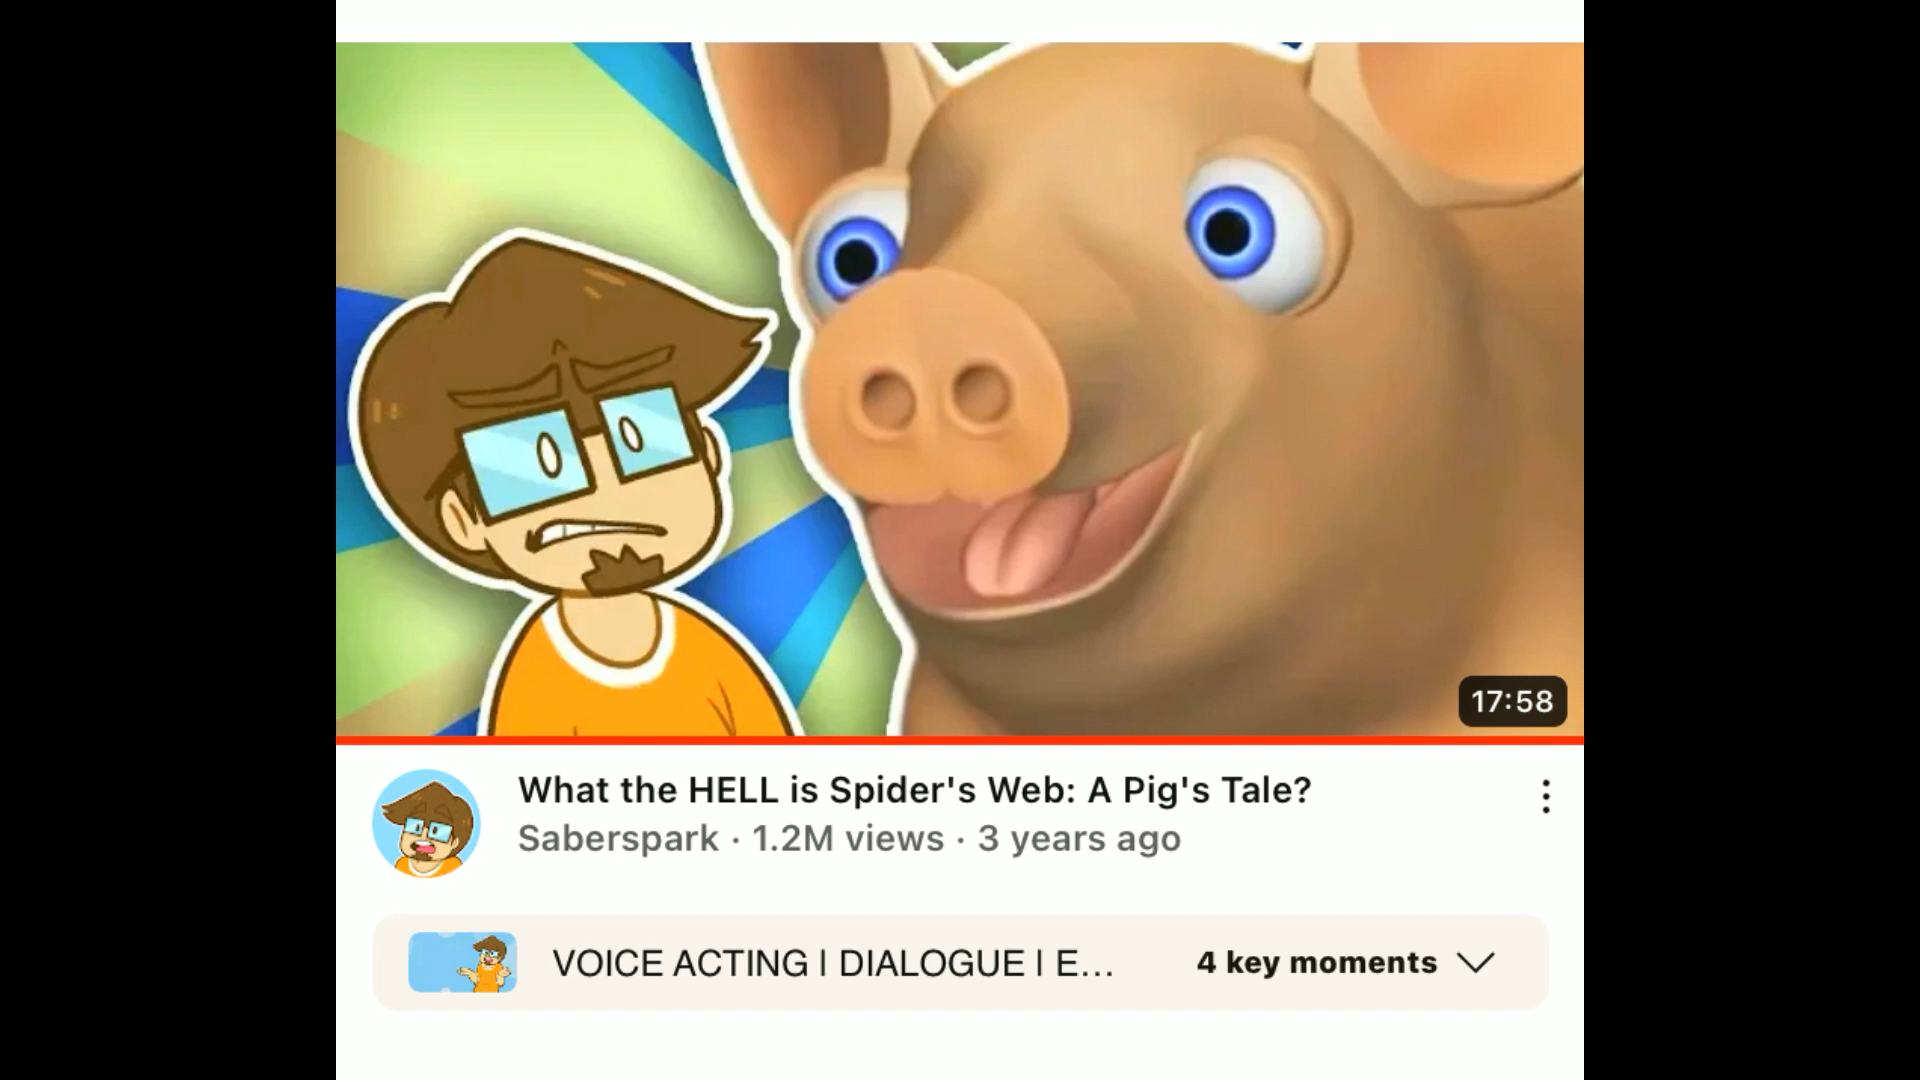 17:58
What the HELL is Spider's Web: A Pig's Tale?
Saberspark · 1.2M views · 3 years ago
VOICE ACTING | DIALOGUE | E... 4 key moments